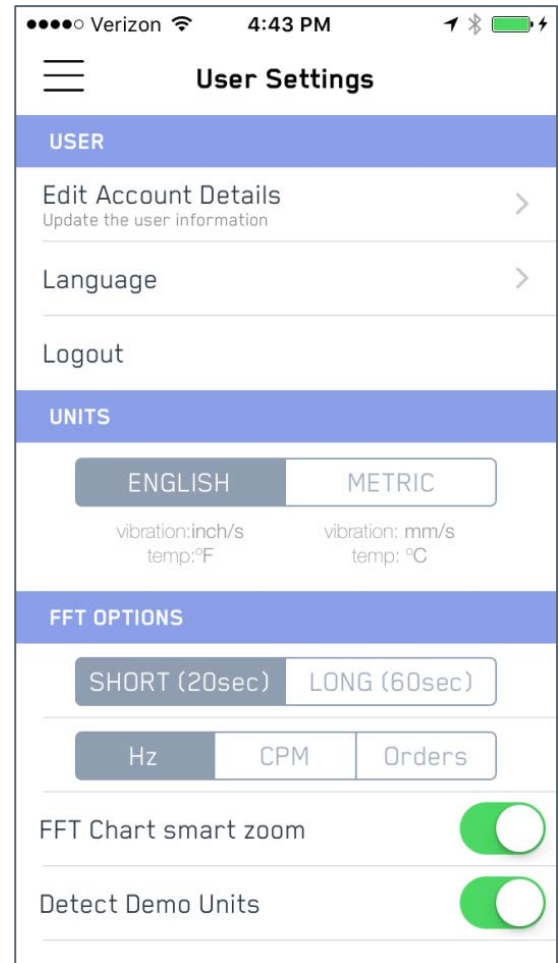 Verizon 4:43 PM
User Settings
USER
Edit Account Details
Update the user information
Language
Logout
UNITS
ENGLISH METRIC
vibration:inch/s vibration: mm/s
temp:ºF temp: ºC
FFT OPTIONS
SHORT (20sec) LONG (60sec)
Hz CPM Orders
FFT Chart smart zoom
Detect Demo Units